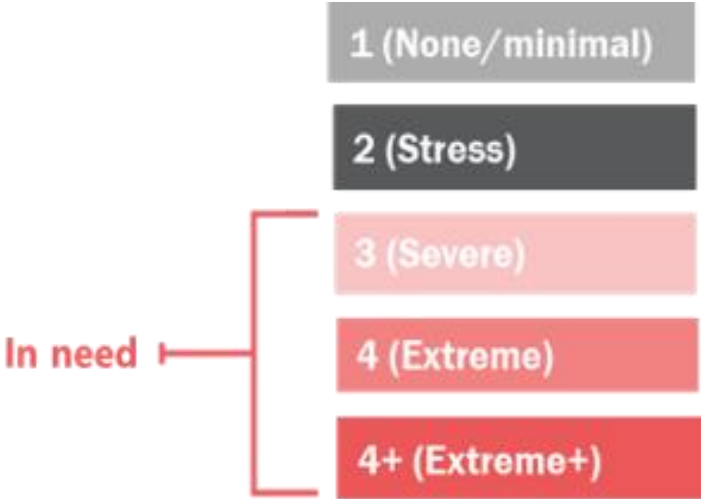 1 (None/minimal)
2 (Stress)
3 (Severe)
In need
4 (Extreme)
4+ (Extreme+)